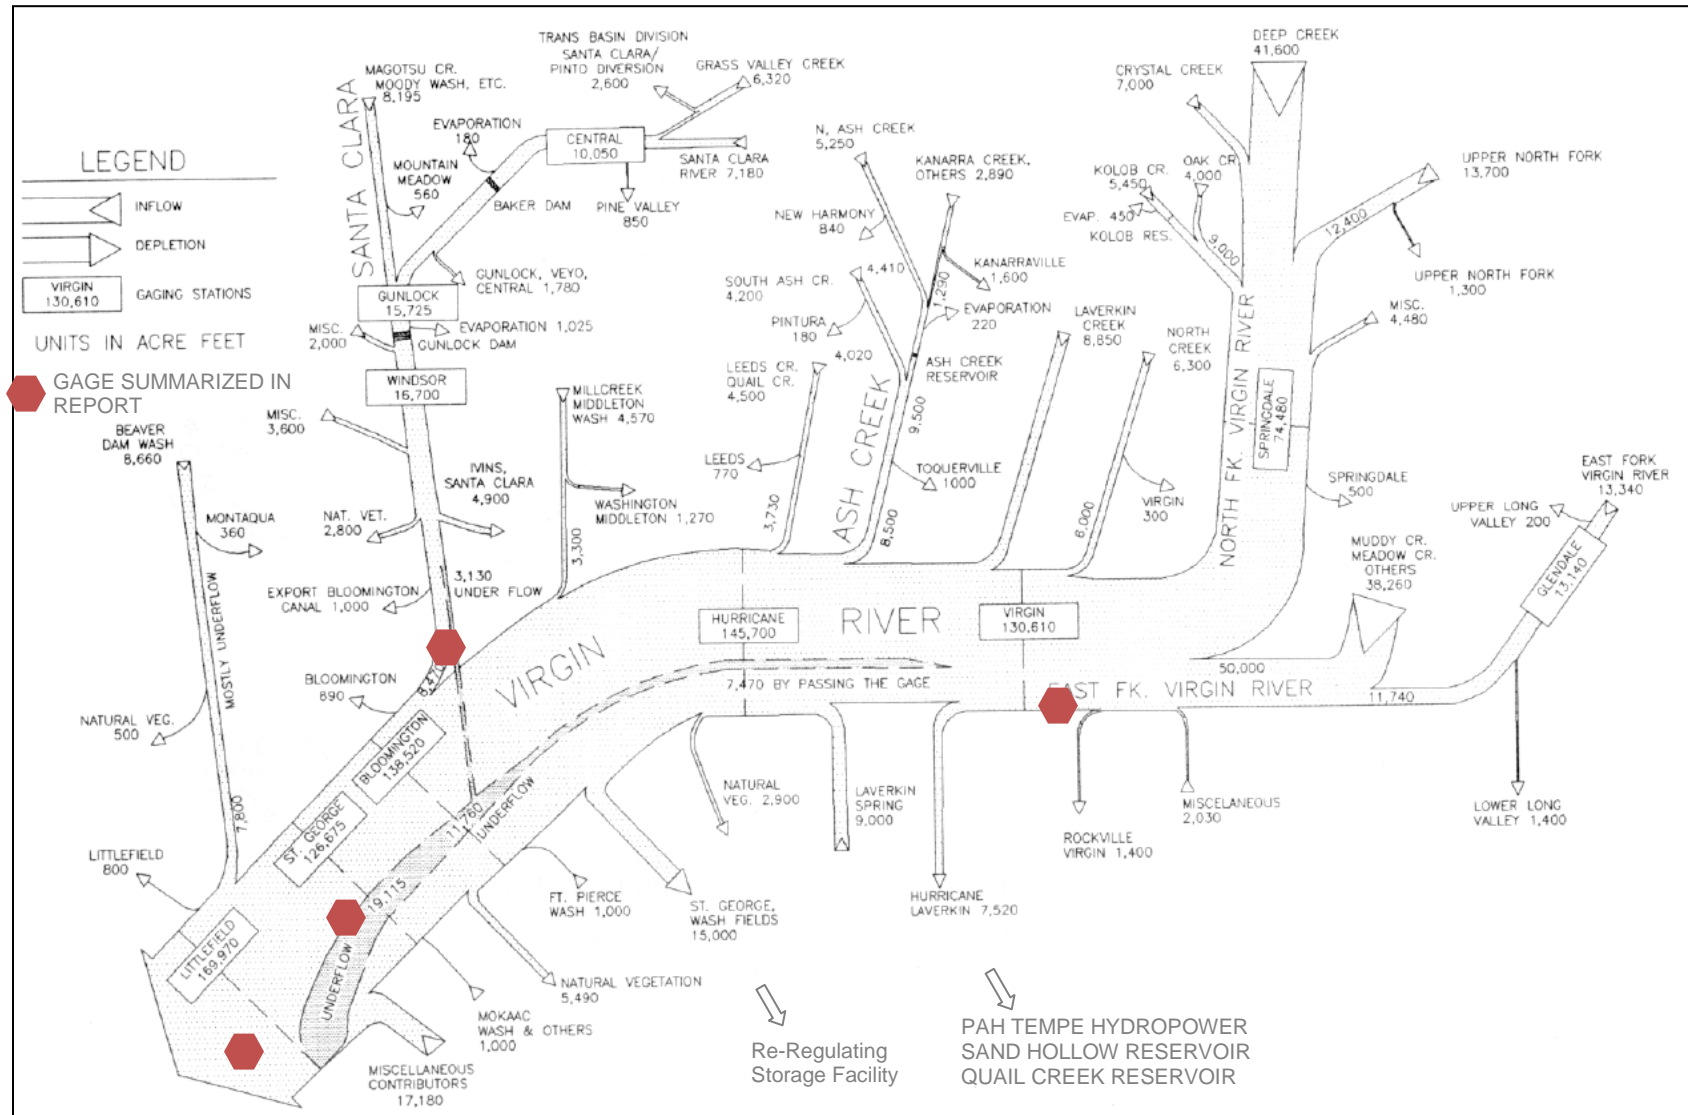 LEGEND
INFLOW
DEPLETION
VIRGIN
130,610
GAGING STATIONS
UNITS IN ACRE FEET
GAGE SUMMARIZED IN
REPORT
SANTA CLARA
MAGOTSU CR.
MOODY WASH, ETC.
8,195
TRANS BASIN DIVISION
SANTA CLARA/
PINTO DIVERSION
2,600
GRASS VALLEY CREEK
6,320
EVAPORATION
180
CENTRAL
10,050
SANTA CLARA
RIVER 7,180
MOUNTAIN
MEADOW
560
BAKER DAM
PINE VALLEY
850
GUNLOCK, VEYO,
CENTRAL 1,780
GUNLOCK
15,725
EVAPORATION 1,025
GUNLOCK DAM
MISC.
2,000
WINDSOR
16,700
MISC.
3,600
IVINS,
SANTA CLARA
4,900
NAT. VET.
2,800
3,130
UNDER FLOW
EXPORT BLOOMINGTON
CANAL 1,000
BLOOMINGTON
890
8,470
BEAVER
DAM WASH
8,660
MONTAQUA
360
MOSTLY UNDERFLOW
NATURAL VEG.
500
7,800
LITTLEFIELD
800
MILLCREEK
MIDDLETON
WASH 4,570
WASHINGTON
MIDDLETON 1,270
3,300
N, ASH CREEK
5,250
KANARRA CREEK,
OTHERS 2,890
NEW HARMONY
840
KANARRAVILLE
1,600
4,410
1,290
SOUTH ASH CR.
4,200
EVAPORATION
220
PINTURA
180
4,020
ASH CREEK
RESERVOIR
LEEDS CR.
QUAIL CR.
4,500
LEEDS
770
3,730
ASH CREEK
9,500
TOQUERVILLE
1000
8,500
LAVERKIN
CREEK
8,850
NORTH
CREEK
6,300
VIRGIN
300
6,000
DEEP CREEK
41,600
CRYSTAL CREEK
7,000
KOLOB CR.
5,450
OAK CR
4,000
EVAP. 450
KOLOB RES.
9,000
UPPER NORTH FORK
13,700
12,400
UPPER NORTH FORK
1,300
MISC.
4,480
NORTH FK. VIRGIN RIVER
SPRINGDALE
74,480
SPRINGDALE
500
EAST FORK
VIRGIN RIVER
13,340
UPPER LONG
VALLEY 200
GLENDALE
13,140
MUDDY CR.
MEADOW CR.
OTHERS
38,260
50,000
EAST FK. VIRGIN RIVER
11,740
LOWER LONG
VALLEY 1,400
MISCELANEOUS
2,030
ROCKVILLE
VIRGIN 1,400
VIRGIN RIVER
VIRGIN
130,610
HURRICANE
145,700
7,470 BY PASSING THE GAGE
HURRICANE
LAVERKIN 7,520
LAVERKIN
SPRING
9,000
NATURAL
VEG. 2,900
ST. GEORGE,
WASH FIELDS
15,000
BLOOMINGTON
138,520
11,760
UNDERFLOW
FT. PIERCE
WASH 1,000
ST. GEORGE
126,675
19,115
NATURAL VEGETATION
5,490
MOKAAC
WASH & OTHERS
1,000
LITTLEFIELD
169,970
UNDERFLOW
MISCELLANEOUS
CONTRIBUTORS
17,180
Re-Regulating
Storage Facility
PAH TEMPE HYDROPOWER
SAND HOLLOW RESERVOIR
QUAIL CREEK RESERVOIR